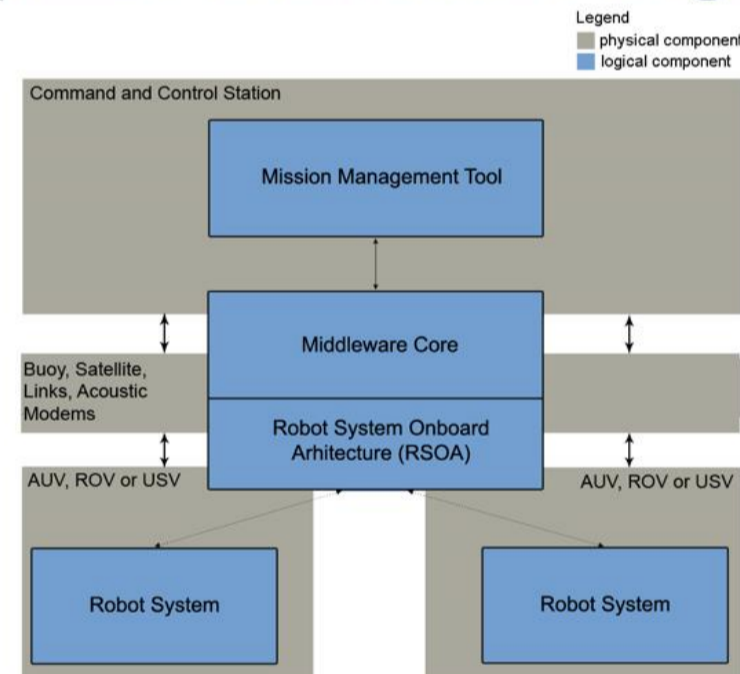 Legend
physical component
logical component
Command and Control Station
Mission Management Tool
Middleware Core
Buoy, Satellite,
Links, Acoustic
Modems
Robot System Onboard
Arhitecture (RSOA)
AUV, ROV or USV
AUV, ROV or USV
Robot System
Robot System